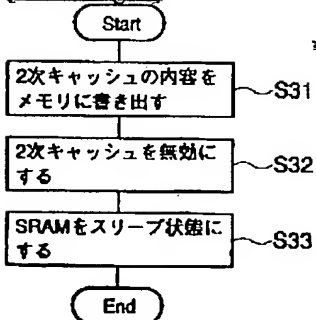 Start
2次キャッシュの内容を
メモリに書き出す
S31
2次キャッシュを無効に
する
S32
SRAMをスリープ状態に
する
S33
End